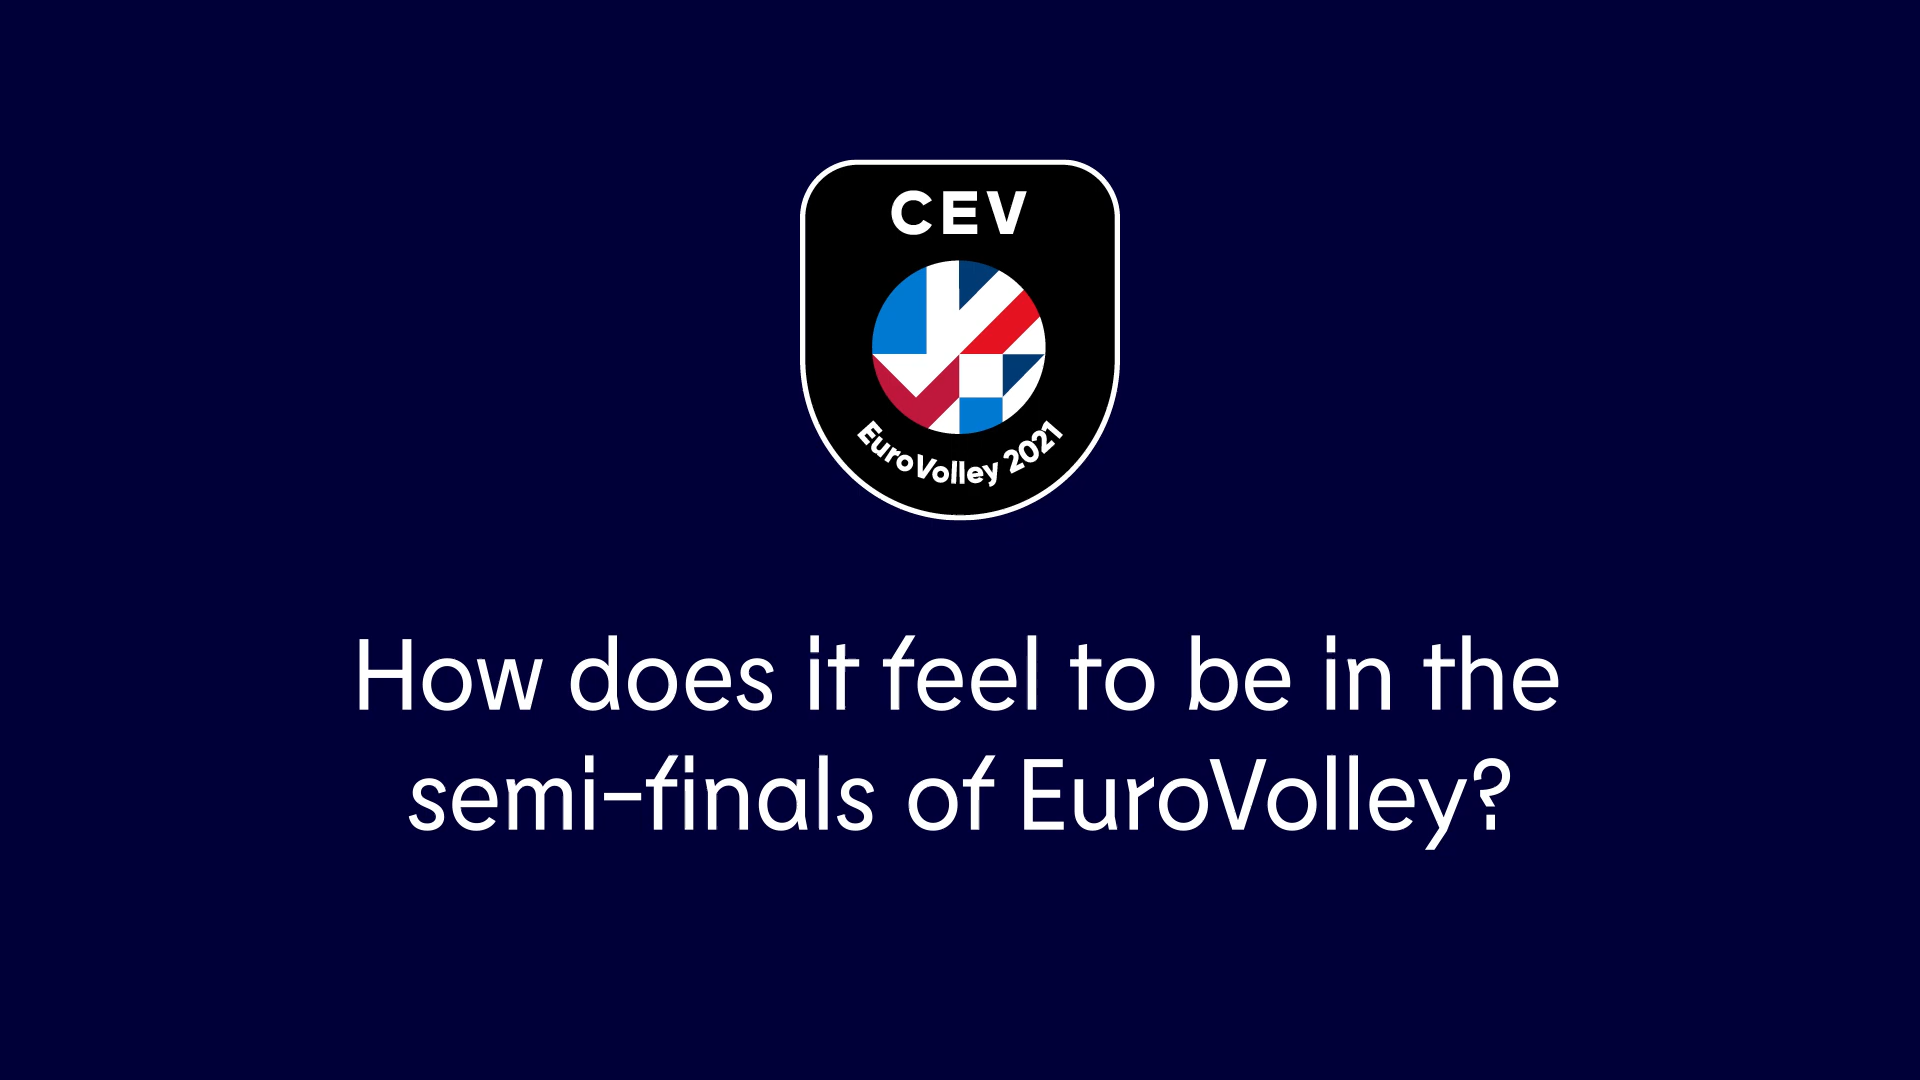 CEV
EuroVolley 2021
How does it feel to be in the
semi-finals of EuroVolley?